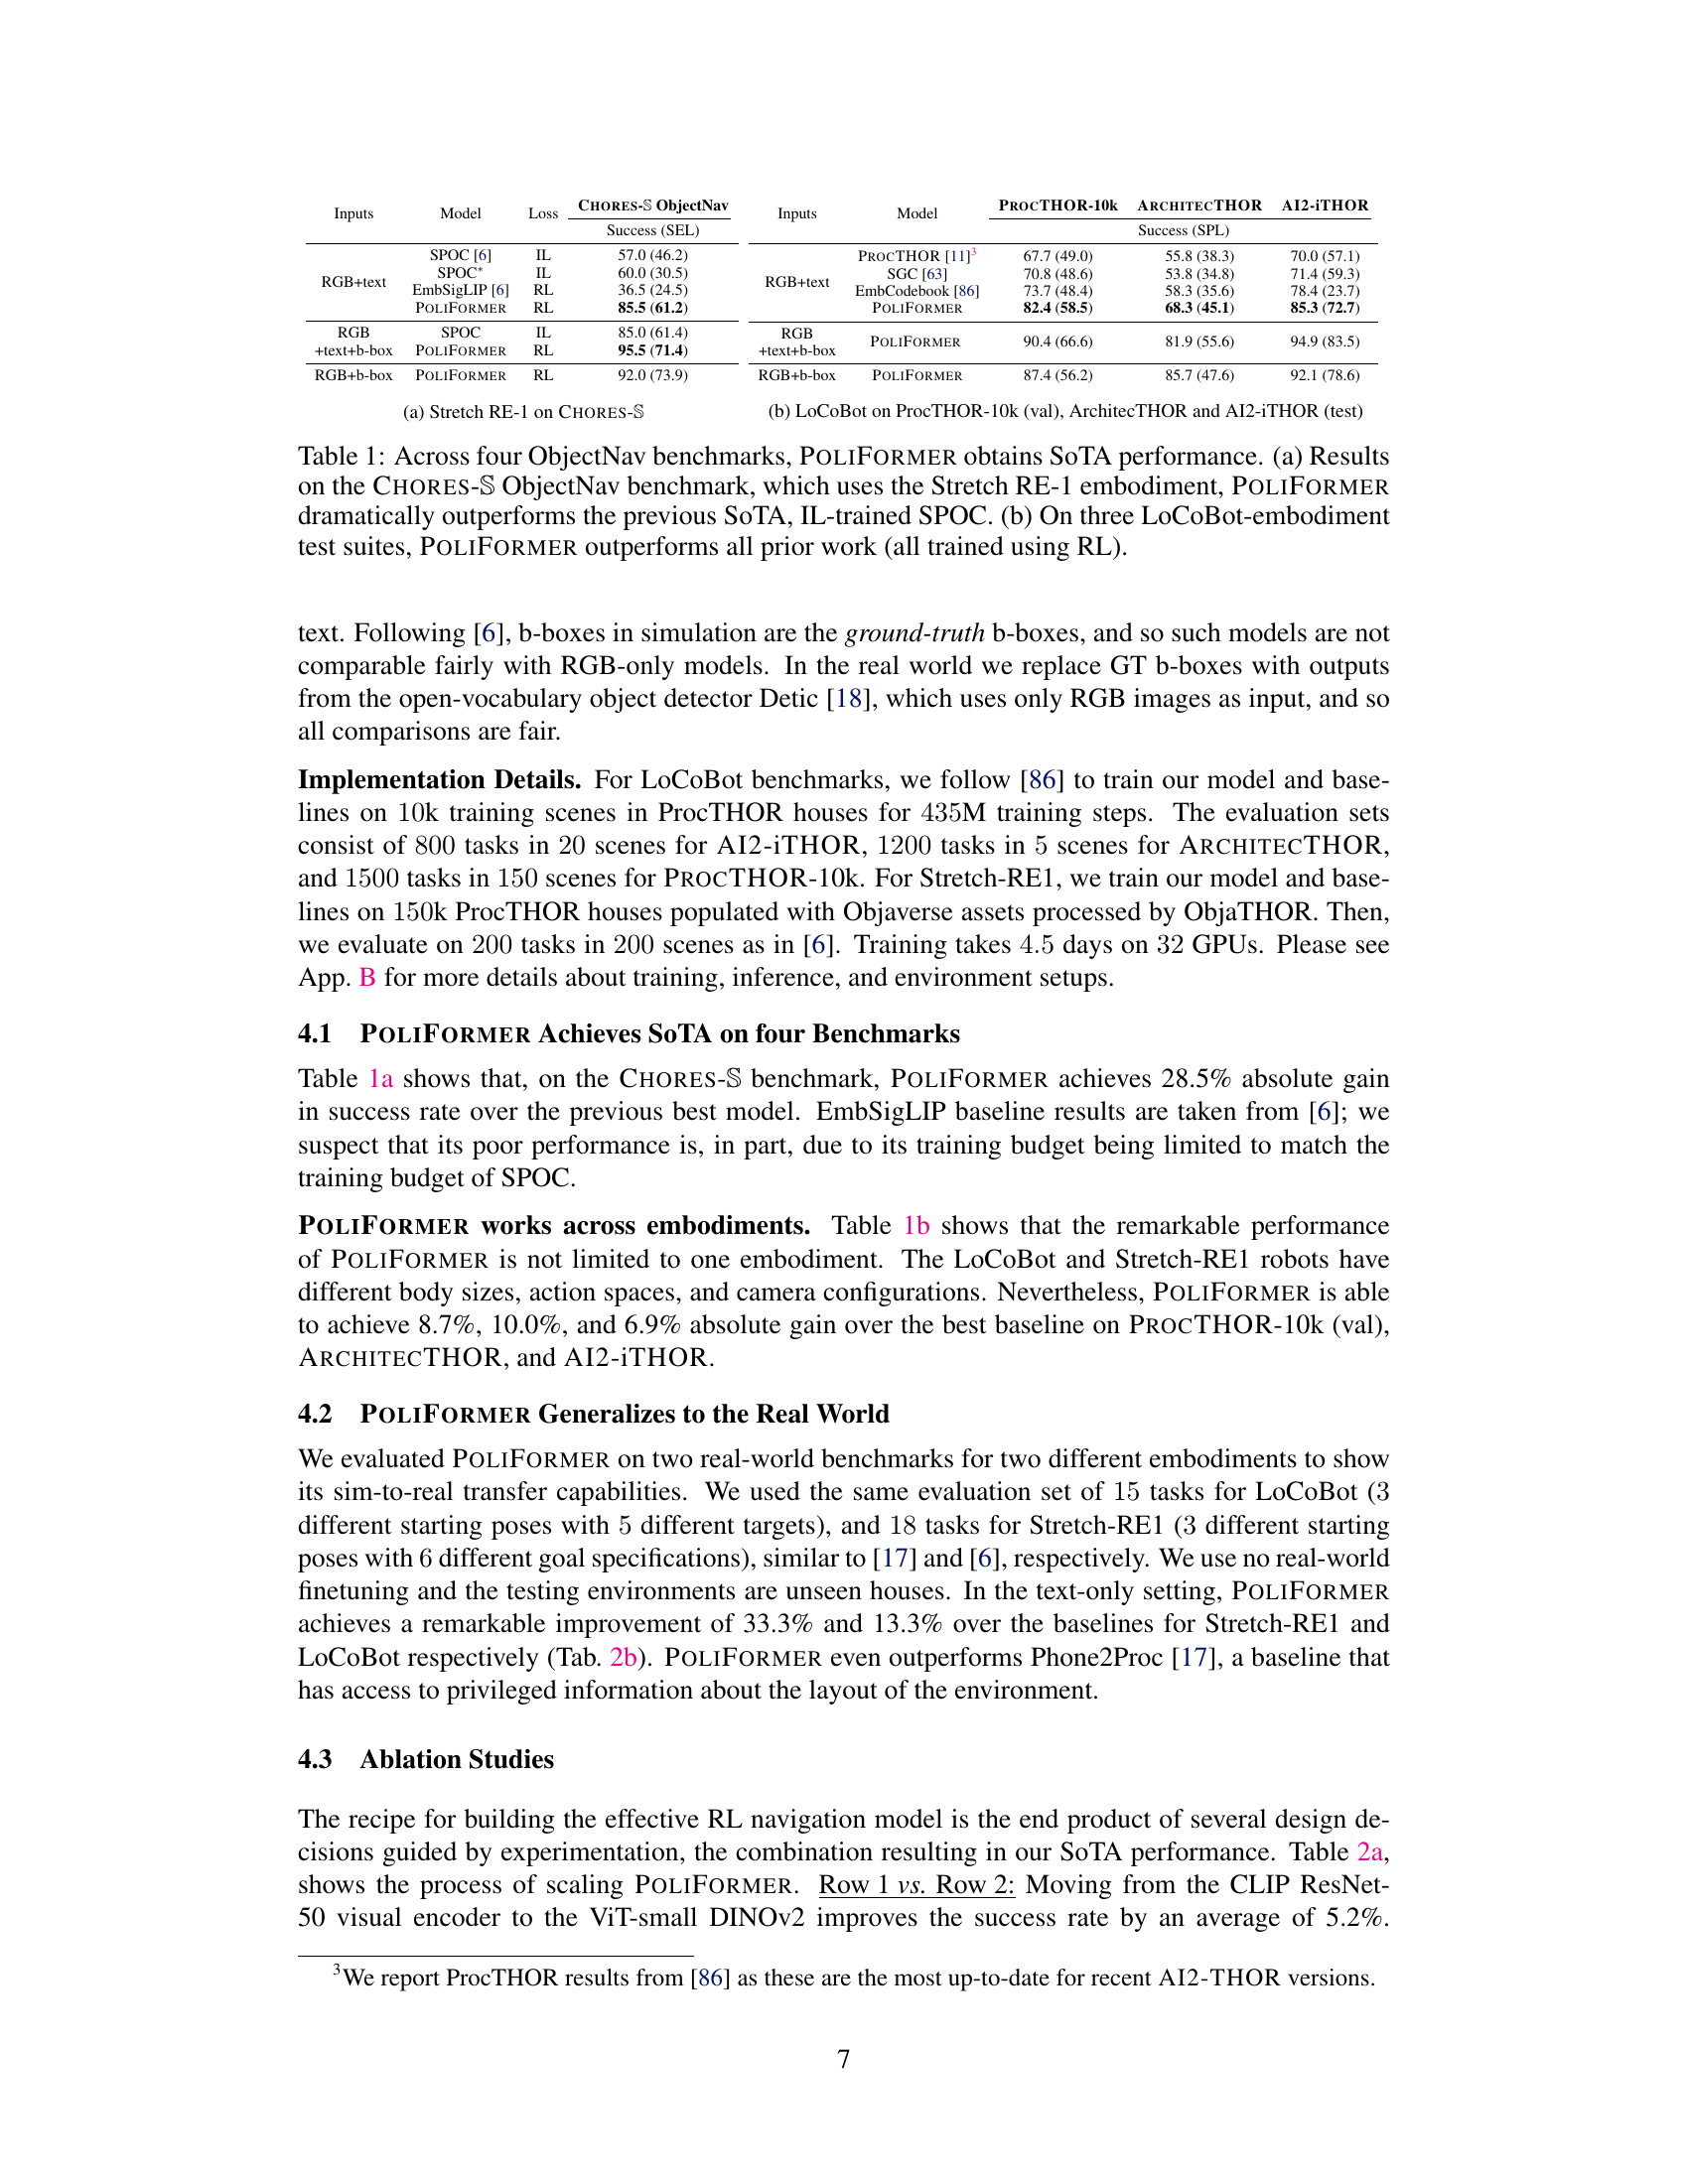 Inputs Model Loss CHORES-𝕊 ObjectNav
Success (SEL)
RGB+text
SPOC [6] IL 57.0 (46.2)
SPOC* IL 60.0 (30.5)
EmbSigLIP [6] RL 36.5 (24.5)
POLIFORMER RL 85.5 (61.2)
RGB
+text+b-box
SPOC IL 85.0 (61.4)
POLIFORMER RL 95.5 (71.4)
RGB+b-box POLIFORMER RL 92.0 (73.9)
(a) Stretch RE-1 on CHORES-𝕊
Inputs Model PROCTHOR-10k ARCHITECTHOR AI2-iTHOR
Success (SPL)
RGB+text
PROCTHOR [11]3 67.7 (49.0) 55.8 (38.3) 70.0 (57.1)
SGC [63] 70.8 (48.6) 53.8 (34.8) 71.4 (59.3)
EmbCodebook [86] 73.7 (48.4) 58.3 (35.6) 78.4 (23.7)
POLIFORMER 82.4 (58.5) 68.3 (45.1) 85.3 (72.7)
RGB
+text+b-box
POLIFORMER 90.4 (66.6) 81.9 (55.6) 94.9 (83.5)
RGB+b-box POLIFORMER 87.4 (56.2) 85.7 (47.6) 92.1 (78.6)
(b) LoCoBot on ProcTHOR-10k (val), ArchitecTHOR and AI2-iTHOR (test)
Table 1: Across four ObjectNav benchmarks, POLIFORMER obtains SoTA performance. (a) Results
on the CHORES-𝕊 ObjectNav benchmark, which uses the Stretch RE-1 embodiment, POLIFORMER
dramatically outperforms the previous SoTA, IL-trained SPOC. (b) On three LoCoBot-embodiment
test suites, POLIFORMER outperforms all prior work (all trained using RL).
text. Following [6], b-boxes in simulation are the ground-truth b-boxes, and so such models are not
comparable fairly with RGB-only models. In the real world we replace GT b-boxes with outputs
from the open-vocabulary object detector Detic [18], which uses only RGB images as input, and so
all comparisons are fair.
Implementation Details. For LoCoBot benchmarks, we follow [86] to train our model and base-
lines on 10k training scenes in ProcTHOR houses for 435M training steps. The evaluation sets
consist of 800 tasks in 20 scenes for AI2-iTHOR, 1200 tasks in 5 scenes for ARCHITECTHOR,
and 1500 tasks in 150 scenes for PROCTHOR-10k. For Stretch-RE1, we train our model and base-
lines on 150k ProcTHOR houses populated with Objaverse assets processed by ObjaTHOR. Then,
we evaluate on 200 tasks in 200 scenes as in [6]. Training takes 4.5 days on 32 GPUs. Please see
App. B for more details about training, inference, and environment setups.
4.1 POLIFORMER Achieves SoTA on four Benchmarks
Table 1a shows that, on the CHORES-𝕊 benchmark, POLIFORMER achieves 28.5% absolute gain
in success rate over the previous best model. EmbSigLIP baseline results are taken from [6]; we
suspect that its poor performance is, in part, due to its training budget being limited to match the
training budget of SPOC.
POLIFORMER works across embodiments. Table 1b shows that the remarkable performance
of POLIFORMER is not limited to one embodiment. The LoCoBot and Stretch-RE1 robots have
different body sizes, action spaces, and camera configurations. Nevertheless, POLIFORMER is able
to achieve 8.7%, 10.0%, and 6.9% absolute gain over the best baseline on PROCTHOR-10k (val),
ARCHITECTHOR, and AI2-iTHOR.
4.2 POLIFORMER Generalizes to the Real World
We evaluated POLIFORMER on two real-world benchmarks for two different embodiments to show
its sim-to-real transfer capabilities. We used the same evaluation set of 15 tasks for LoCoBot (3
different starting poses with 5 different targets), and 18 tasks for Stretch-RE1 (3 different starting
poses with 6 different goal specifications), similar to [17] and [6], respectively. We use no real-world
finetuning and the testing environments are unseen houses. In the text-only setting, POLIFORMER
achieves a remarkable improvement of 33.3% and 13.3% over the baselines for Stretch-RE1 and
LoCoBot respectively (Tab. 2b). POLIFORMER even outperforms Phone2Proc [17], a baseline that
has access to privileged information about the layout of the environment.
4.3 Ablation Studies
The recipe for building the effective RL navigation model is the end product of several design de-
cisions guided by experimentation, the combination resulting in our SoTA performance. Table 2a,
shows the process of scaling POLIFORMER. Row 1 vs. Row 2: Moving from the CLIP ResNet-
50 visual encoder to the ViT-small DINOv2 improves the success rate by an average of 5.2%.
3We report ProcTHOR results from [86] as these are the most up-to-date for recent AI2-THOR versions.
7